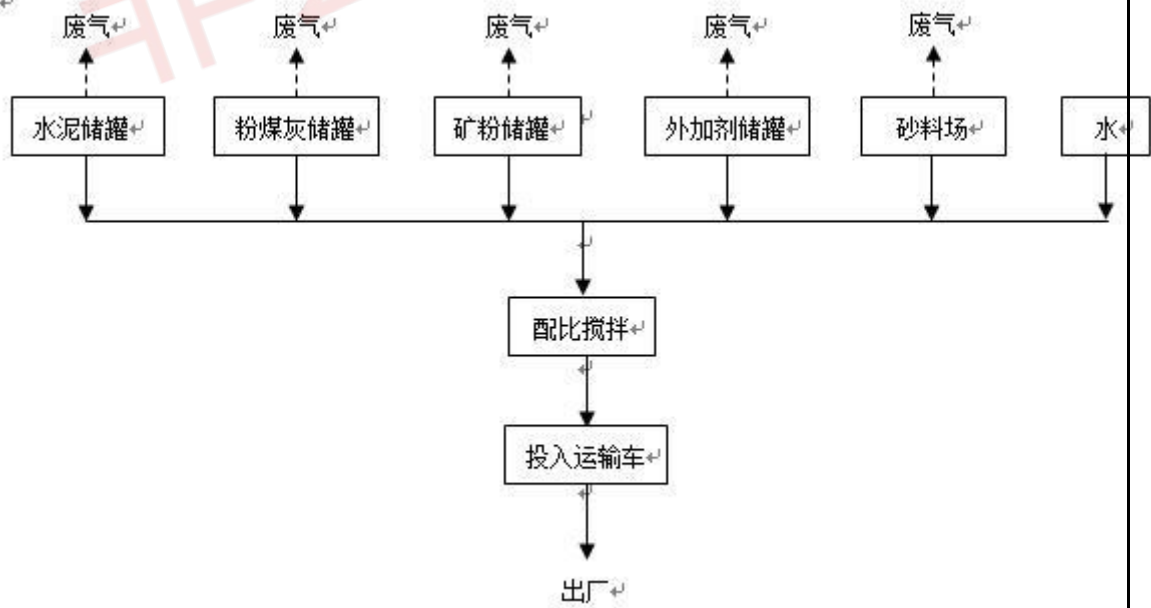 废气 废气 废气 废气 废气
水泥储罐 粉煤灰储罐 矿粉储罐 外加剂储罐 砂料场 水
配比搅拌
投入运输车
出厂